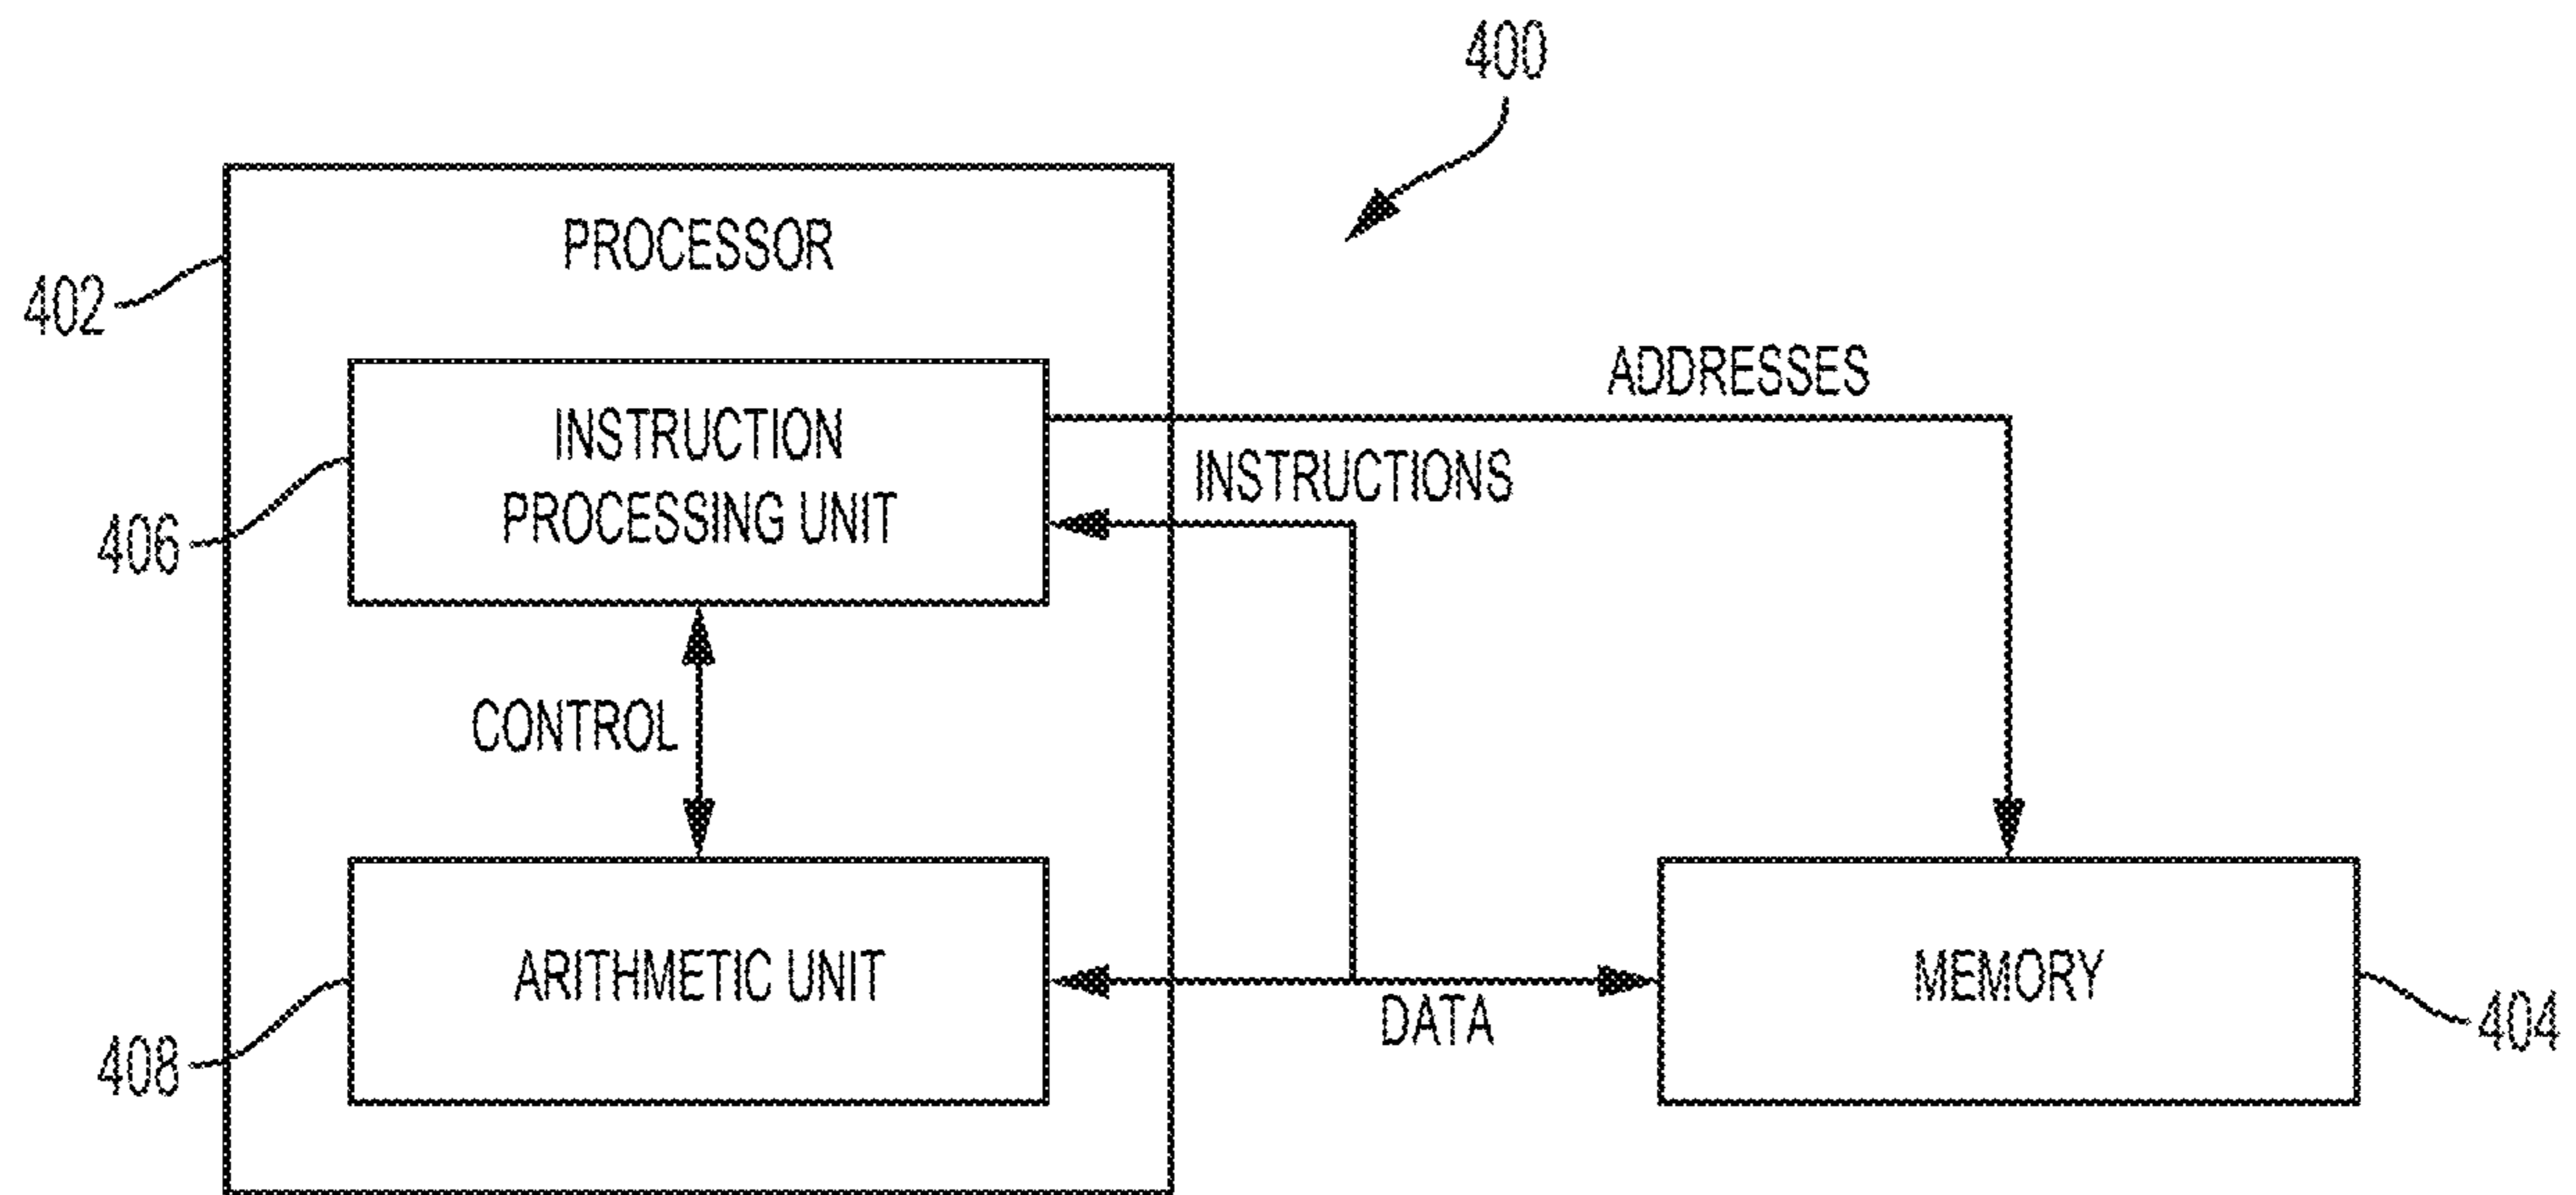 400
PROCESSOR
402
ADDRESSES
INSTRUCTION
PROCESSING UNIT
INSTRUCTIONS
406
CONTROL
ARITHMETIC UNIT
MEMORY
DATA
408
404